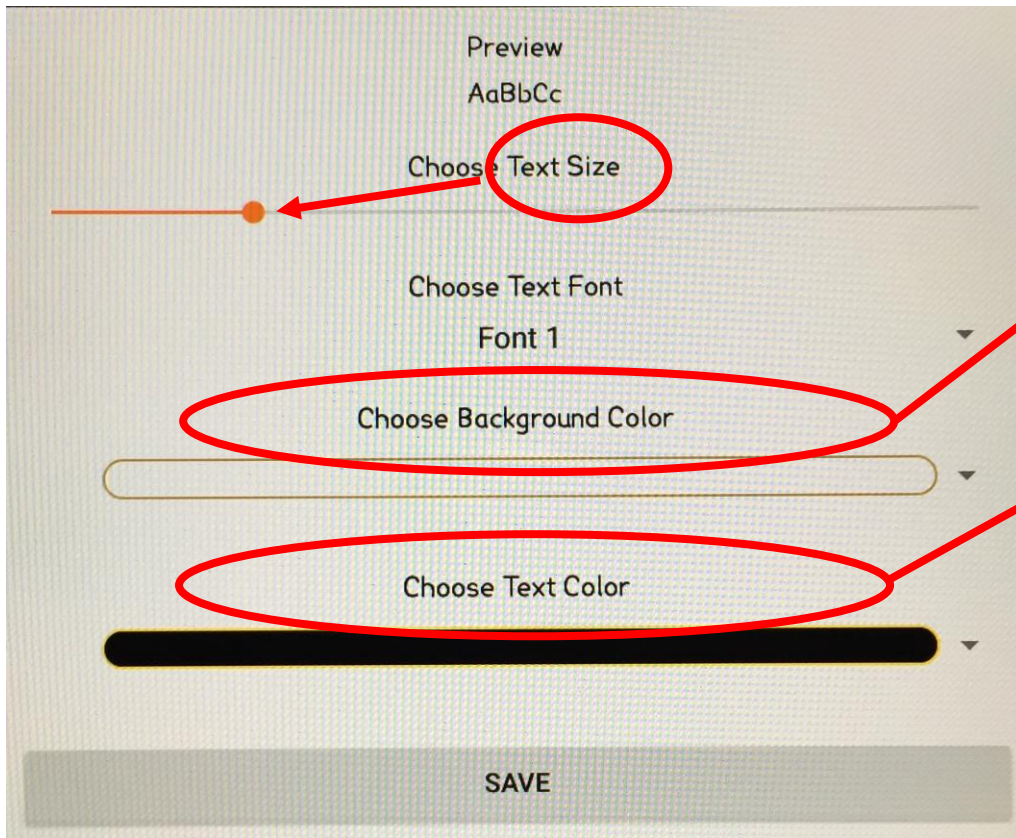 Preview
AaBbCc
Choose Text Size
Choose Text Font
Font 1
Choose Background Color
Choose Text Color
SAVE